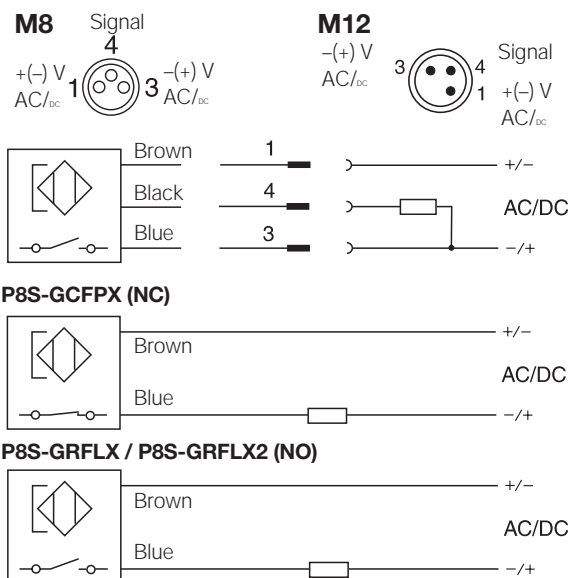 M8 Signal M12
4
−(+) V Signal
+(−) V 1 3 −(+) V AC/DC 3 4
AC/DC AC/DC 1 +(−) V
AC/DC
Brown 1 +/−
Black 4 AC/DC
Blue 3 −/+
P8S-GCFPX (NC)
+/−
Brown
AC/DC
Blue
−/+
P8S-GRFLX / P8S-GRFLX2 (NO)
+/−
Brown
AC/DC
Blue
−/+